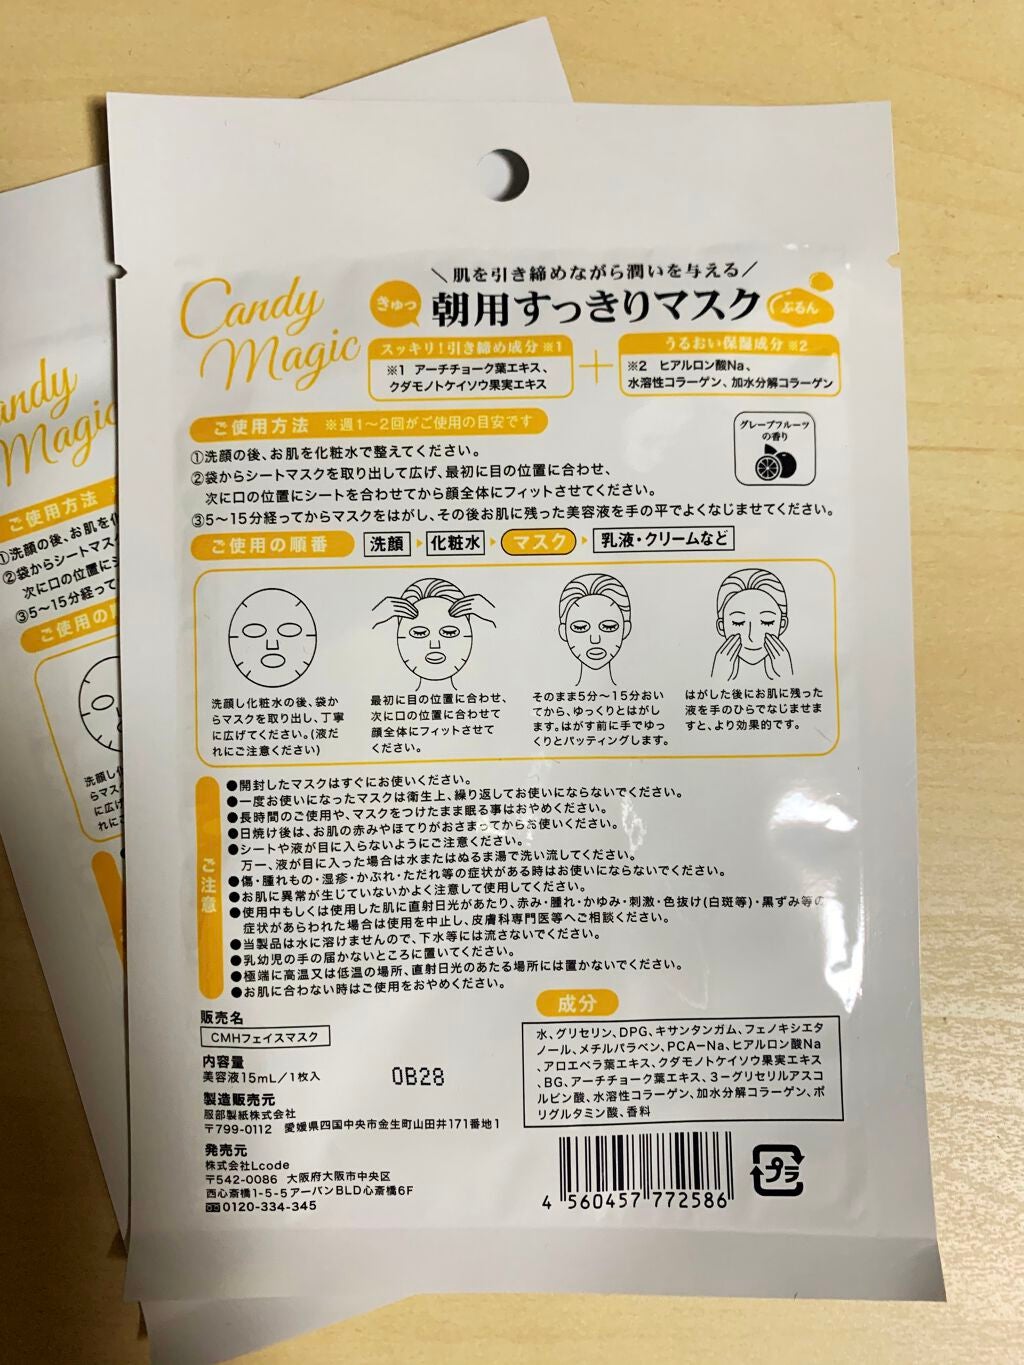 Candy
Magic
＼肌を引き締めながら潤いを与える／
きゅっ
朝用すっきりマスク
ぷるん
スッキリ！引き締め成分※1
※1 アーチチョーク葉エキス、
クダモノトケイソウ果実エキス
＋
うるおい保湿成分※2
※2 ヒアルロン酸Na、
水溶性コラーゲン、加水分解コラーゲン
ご使用方法 ※週1～2回がご使用の目安です
グレープフルーツ
の香り
①洗顔の後、お肌を化粧水で整えてください。
②袋からシートマスクを取り出して広げ、最初に目の位置に合わせ、
次に口の位置にシートを合わせてから顔全体にフィットさせてください。
③5～15分経ってからマスクをはがし、その後お肌に残った美容液を手の平でよくなじませてください。
ご使用の順番 洗顔 化粧水 マスク 乳液・クリームなど
洗顔し化粧水の後、袋か
らマスクを取り出し、丁寧
に広げてください。(液だ
れにご注意ください)
最初に目の位置に合わせ、
次に口の位置に合わせて
顔全体にフィットさせて
ください。
そのまま5分～15分おい
てから、ゆっくりとはがし
ます。はがす前に手でゆっ
くりとパッティングします。
はがした後にお肌に残った
液を手のひらでなじませま
すと、より効果的です。
ご注意
●開封したマスクはすぐにお使いください。
●一度お使いになったマスクは衛生上、繰り返してお使いにならないでください。
●長時間のご使用や、マスクをつけたまま眠る事はおやめください。
●日焼け後は、お肌の赤みやほてりがおさまってからお使いください。
●シートや液が目に入らないようにご注意ください。
万一、液が目に入った場合は水またはぬるま湯で洗い流してください。
●傷・腫れもの・湿疹・かぶれ・ただれ等の症状がある時はお使いにならないでください。
●お肌に異常が生じていないかよく注意して使用してください。
●使用中もしくは使用した肌に直射日光があたり、赤み・腫れ・かゆみ・刺激・色抜け(白斑等)・黒ずみ等の
症状があらわれた場合は使用を中止し、皮膚科専門医等へご相談ください。
●当製品は水に溶けませんので、下水等には流さないでください。
●乳幼児の手の届かないところに置いてください。
●極端に高温又は低温の場所、直射日光のあたる場所には置かないでください。
●お肌に合わない時はご使用をおやめください。
販売名
CMHフェイスマスク
内容量
美容液15mL／1枚入
0B28
製造販売元
服部製紙株式会社
〒799-0112 愛媛県四国中央市金生町山田井171番地1
発売元
株式会社Lcode
〒542-0086 大阪府大阪市中央区
西心斎橋1-5-5アーバンBLD心斎橋6F
0120-334-345
成分
水、グリセリン、DPG、キサンタンガム、フェノキシエタ
ノール、メチルパラベン、PCA－Na、ヒアルロン酸Na
、アロエベラ葉エキス、クダモノトケイソウ果実エキス
、BG、アーチチョーク葉エキス、3－グリセリルアスコ
ルビン酸、水溶性コラーゲン、加水分解コラーゲン、ポ
リグルタミン酸、香料
4 560457 772586
プラ
andy
Magic
ご使用方法
①洗顔の後、お肌を
②袋からシートマス
次に口の位置に
③5～15分経って
ご使用の
洗顔し
らマス
に広げ
れにご